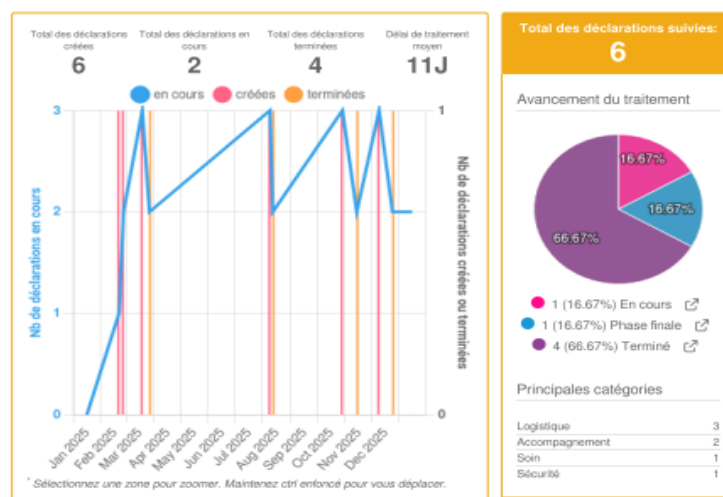 Total des déclarations créées
6
Total des déclarations en cours
2
Total des déclarations terminées
4
Délai de traitement moyen
11J
en cours créées terminées
Nb de déclarations en cours
3
2
1
0
1
0
Nb de déclarations créées ou terminées
Jan 2025
Feb 2025
Mar 2025
Apr 2025
May 2025
Jun 2025
Jul 2025
Aug 2025
Sep 2025
Oct 2025
Nov 2025
Dec 2025
* Sélectionnez une zone pour zoomer. Maintenez ctrl enfoncé pour vous déplacer.
Total des déclarations suivies:
6
Avancement du traitement
16.67%
16.67%
66.67%
1 (16.67%) En cours
1 (16.67%) Phase finale
4 (66.67%) Terminé
Principales catégories
Logistique 3
Accompagnement 2
Soin 1
Sécurité 1